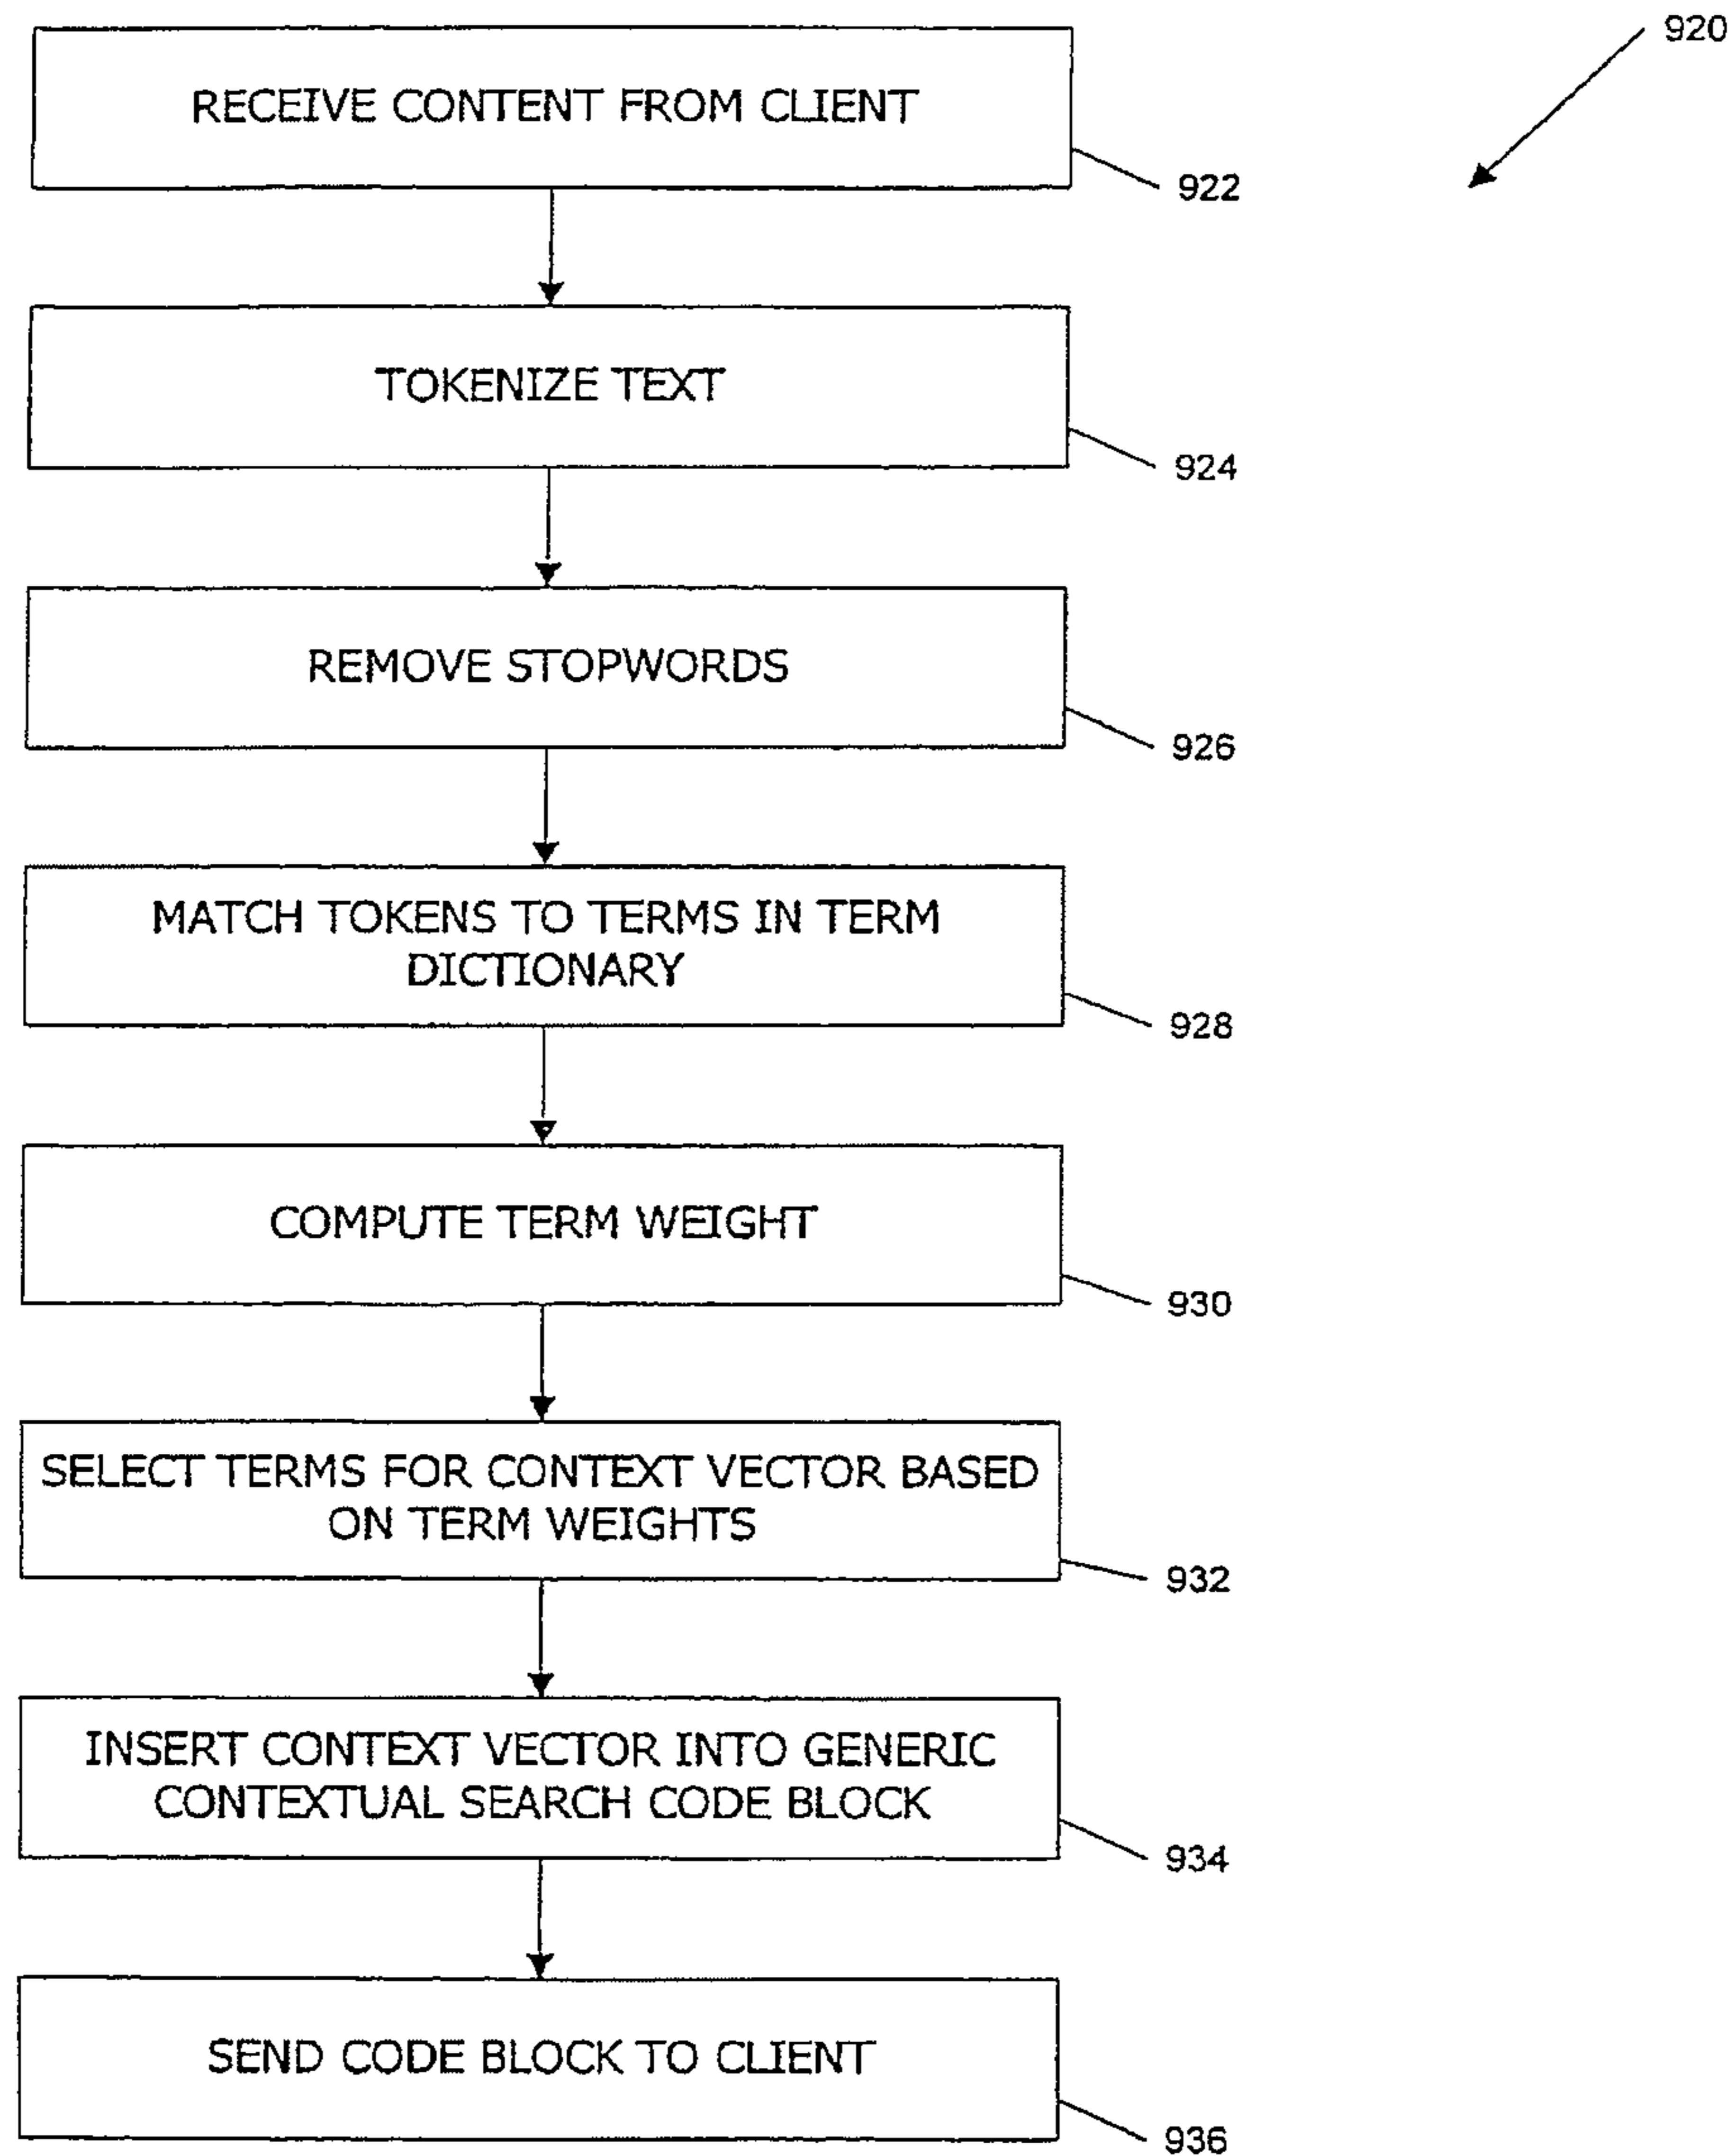 920
RECEIVE CONTENT FROM CLIENT
922
TOKENIZE TEXT
924
REMOVE STOPWORDS
926
MATCH TOKENS TO TERMS IN TERM
DICTIONARY
928
COMPUTE TERM WEIGHT
930
SELECT TERMS FOR CONTEXT VECTOR BASED
ON TERM WEIGHTS
932
INSERT CONTEXT VECTOR INTO GENERIC
CONTEXTUAL SEARCH CODE BLOCK
934
SEND CODE BLOCK TO CLIENT
936